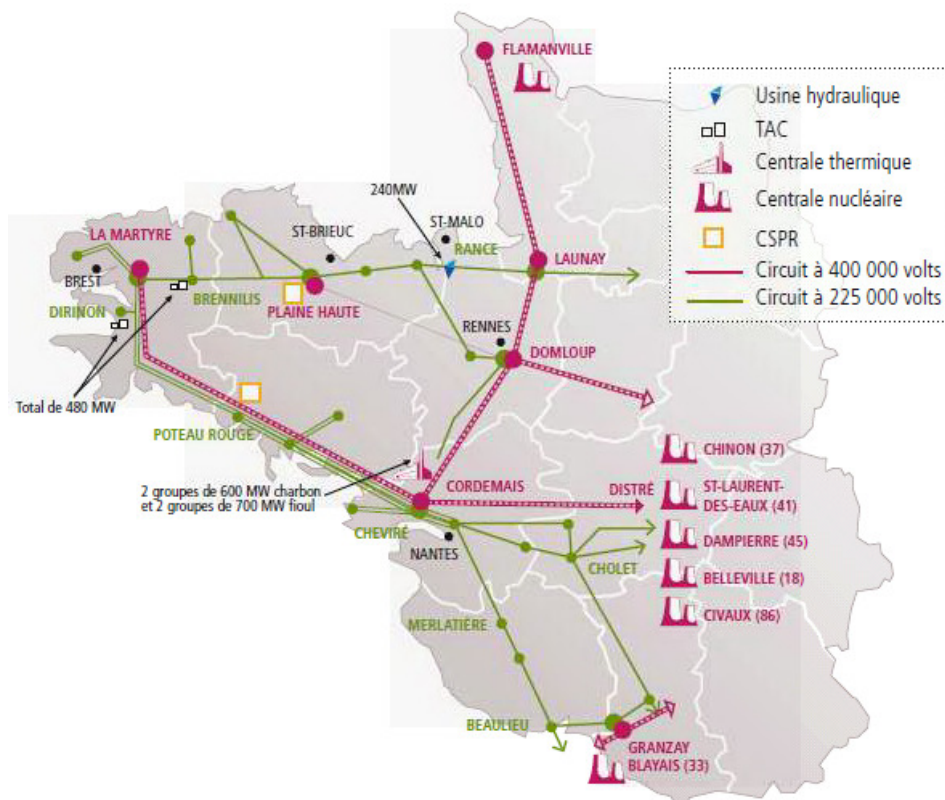 FLAMANVILLE
Usine hydraulique
TAC
Centrale thermique
Centrale nucléaire
CSPR
Circuit à 400 000 volts
Circuit à 225 000 volts
240MW
ST-MALO
ST-BRIEUC
RANCE
LA MARTYRE
LAUNAY
BREST
BRENNILIS
DIRINON
PLAINE HAUTE
RENNES
DOMLOUP
Total de 480 MW
POTEAU ROUGE
2 groupes de 600 MW charbon
et 2 groupes de 700 MW fioul
CORDEMAIS
DISTRÉ
CHEVIRÉ
NANTES
CHOLET
CHINON (37)
ST-LAURENT-
DES-EAUX (41)
DAMPIERRE (45)
BELLEVILLE (18)
CIVAUX (86)
MERLATIÈRE
BEAULIEU
GRANZAY
BLAYAIS (33)